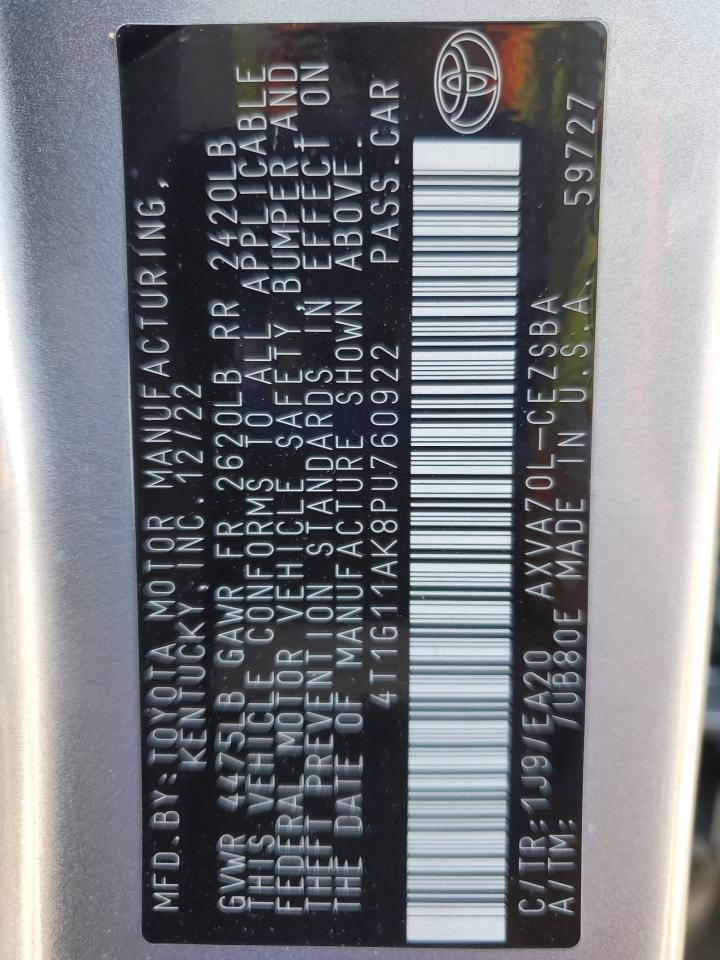 MFD.BY:TOYOTA MOTOR MANUFACTURING,
KENTUCKY,INC.12/22
GVWR 4475LB GAWR FR 2620LB RR 2420LB
THIS VEHICLE CONFORMS TO ALL APPLICABLE
FEDERAL MOTOR VEHICLE SAFETY,BUMPER,AND
THEFT PREVENTION STANDARDS IN EFFECT ON
THE DATE OF MANUFACTURE SHOWN ABOVE.
4T1G11AK8PU760922 PASS.CAR
C/TR:1J9/EA20 AXVA70L-CEZSBA
A/TM: /UB80E MADE IN U.S.A. 59727